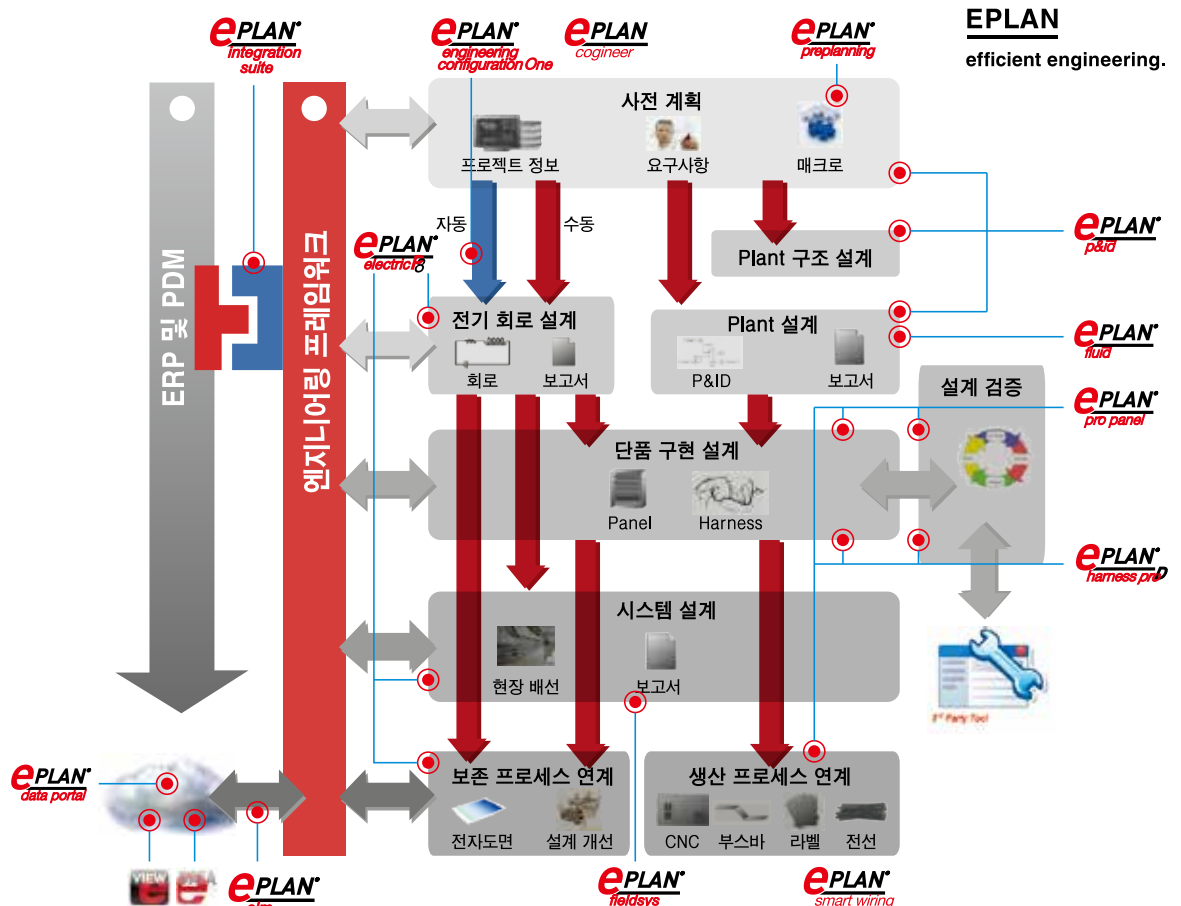 ePLAN
integration
suite
ePLAN
engineering
configuration One
ePLAN
cogineer
ePLAN
preplanning
EPLAN
efficient engineering.
사전 계획
프로젝트 정보
요구사항
매크로
자동
수동
ePLAN
electric P8
ePLAN
p&id
Plant 구조 설계
ERP 및 PDM
엔지니어링 프레임워크
전기 회로 설계
회로
보고서
Plant 설계
P&ID
보고서
ePLAN
fluid
설계 검증
ePLAN
pro panel
단품 구현 설계
Panel
Harness
ePLAN
harness pro D
시스템 설계
현장 배선
보고서
3rd Party Tool
ePLAN
data portal
보존 프로세스 연계
전자도면
설계 개선
생산 프로세스 연계
CNC
부스바
라벨
전선
VIEW
e
e
ePLAN
ePLAN
fieldsys
ePLAN
smart wiring